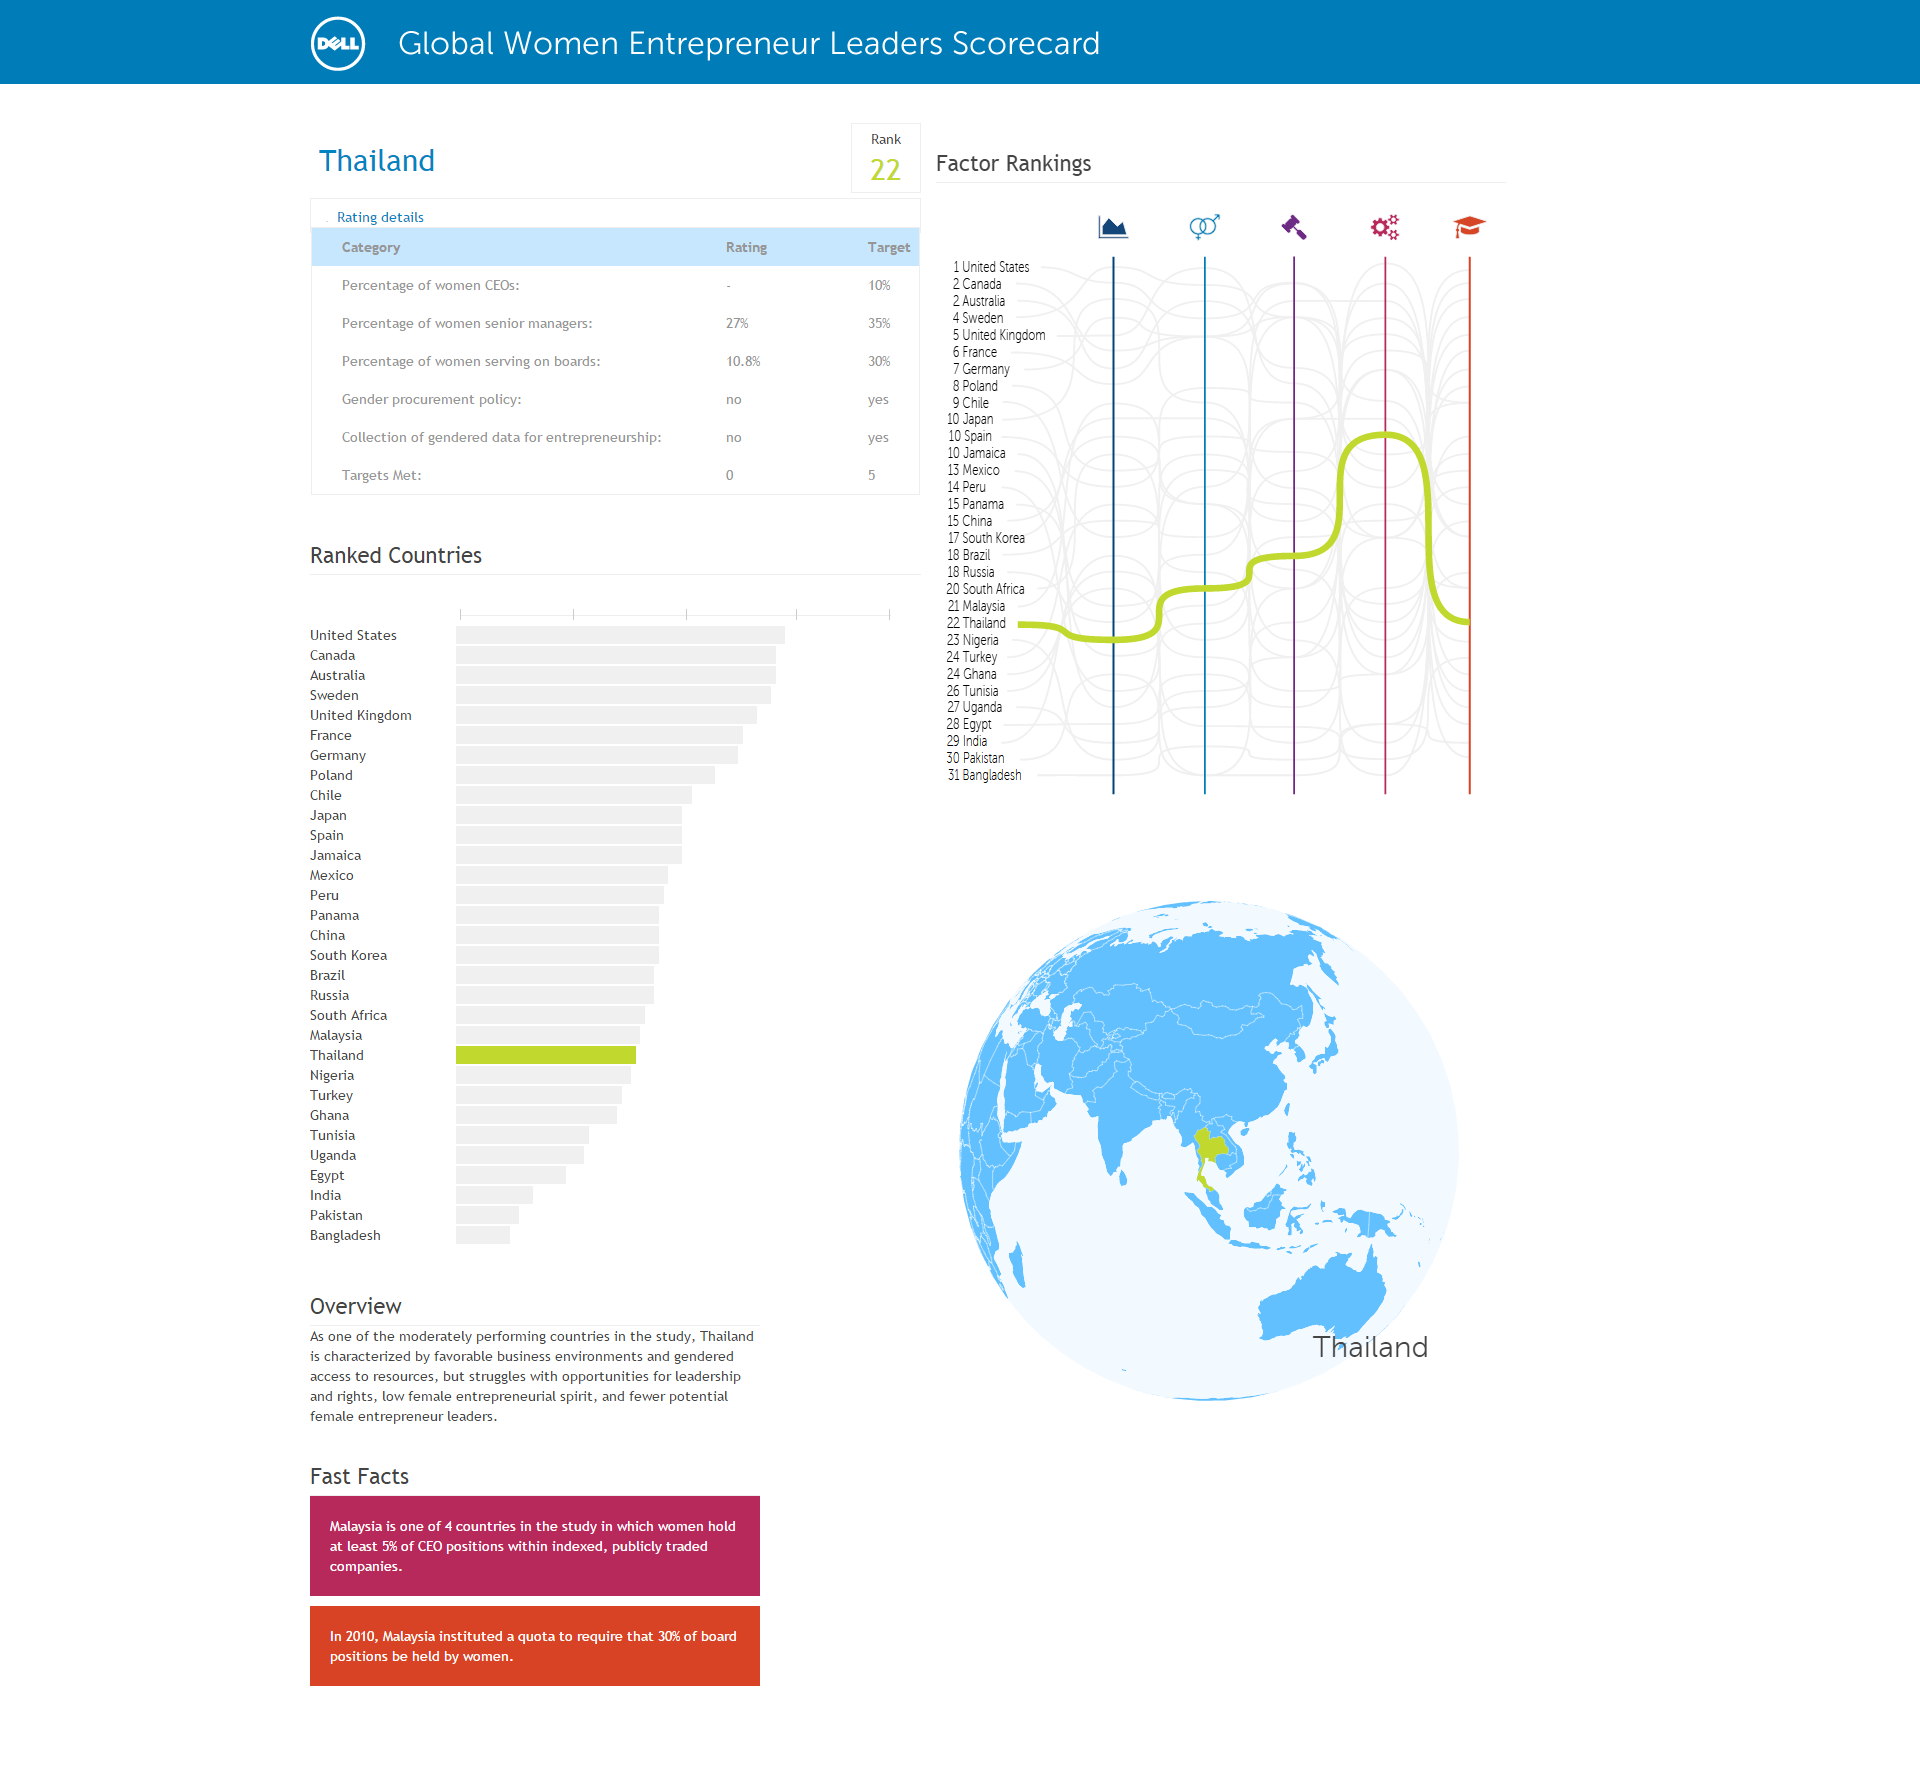 DELL Global Women Entrepreneur Leaders Scorecard
Thailand
Rank
22
Rating details
Category Rating Target
Percentage of women CEOs: - 10%
Percentage of women senior managers: 27% 35%
Percentage of women serving on boards: 10.8% 30%
Gender procurement policy: no yes
Collection of gendered data for entrepreneurship: no yes
Targets Met: 0 5
Ranked Countries
United States
Canada
Australia
Sweden
United Kingdom
France
Germany
Poland
Chile
Japan
Spain
Jamaica
Mexico
Peru
Panama
China
South Korea
Brazil
Russia
South Africa
Malaysia
Thailand
Nigeria
Turkey
Ghana
Tunisia
Uganda
Egypt
India
Pakistan
Bangladesh
Overview
As one of the moderately performing countries in the study, Thailand
is characterized by favorable business environments and gendered
access to resources, but struggles with opportunities for leadership
and rights, low female entrepreneurial spirit, and fewer potential
female entrepreneur leaders.
Fast Facts
Malaysia is one of 4 countries in the study in which women hold
at least 5% of CEO positions within indexed, publicly traded
companies.
In 2010, Malaysia instituted a quota to require that 30% of board
positions be held by women.
Factor Rankings
1 United States
2 Canada
2 Australia
4 Sweden
5 United Kingdom
6 France
7 Germany
8 Poland
9 Chile
10 Japan
10 Spain
10 Jamaica
13 Mexico
14 Peru
15 Panama
15 China
17 South Korea
18 Brazil
18 Russia
20 South Africa
21 Malaysia
22 Thailand
23 Nigeria
24 Turkey
24 Ghana
26 Tunisia
27 Uganda
28 Egypt
29 India
30 Pakistan
31 Bangladesh
Thailand